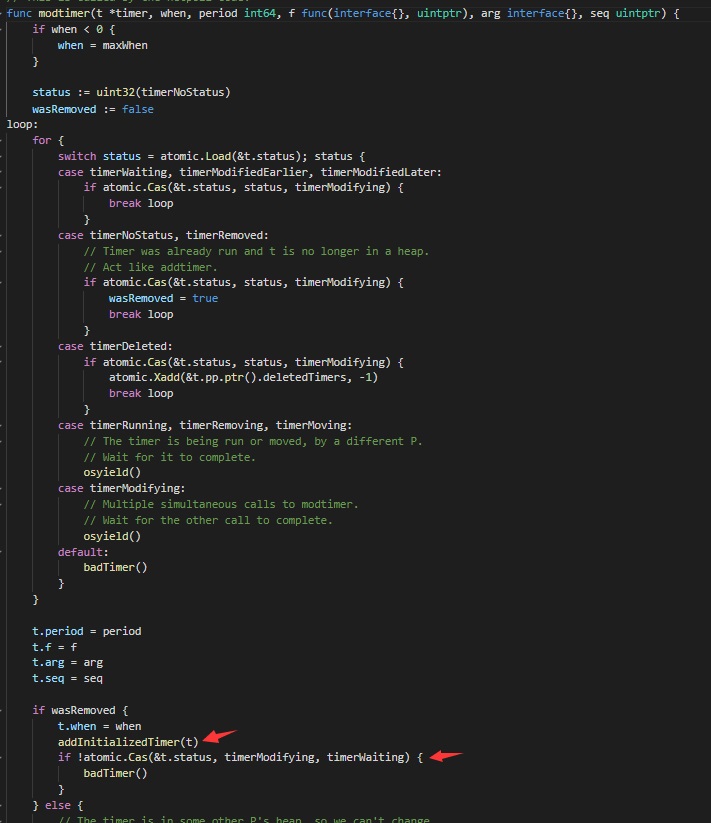 func modtimer(t *timer, when, period int64, f func(interface{}, uintptr), arg interface{}, seq uintptr) {
    if when < 0 {
        when = maxWhen
    }

    status := uint32(timerNoStatus)
    wasRemoved := false
loop:
    for {
        switch status = atomic.Load(&t.status); status {
        case timerWaiting, timerModifiedEarlier, timerModifiedLater:
            if atomic.Cas(&t.status, status, timerModifying) {
                break loop
            }
        case timerNoStatus, timerRemoved:
            // Timer was already run and t is no longer in a heap.
            // Act like addtimer.
            if atomic.Cas(&t.status, status, timerModifying) {
                wasRemoved = true
                break loop
            }
        case timerDeleted:
            if atomic.Cas(&t.status, status, timerModifying) {
                atomic.Xadd(&t.pp.ptr().deletedTimers, -1)
                break loop
            }
        case timerRunning, timerRemoving, timerMoving:
            // The timer is being run or moved, by a different P.
            // Wait for it to complete.
            osyield()
        case timerModifying:
            // Multiple simultaneous calls to modtimer.
            // Wait for the other call to complete.
            osyield()
        default:
            badTimer()
        }
    }

    t.period = period
    t.f = f
    t.arg = arg
    t.seq = seq

    if wasRemoved {
        t.when = when
        addInitializedTimer(t)
        if !atomic.Cas(&t.status, timerModifying, timerWaiting) {
            badTimer()
        }
    } else {
        // The timer is in some other P's heap, so we can't change